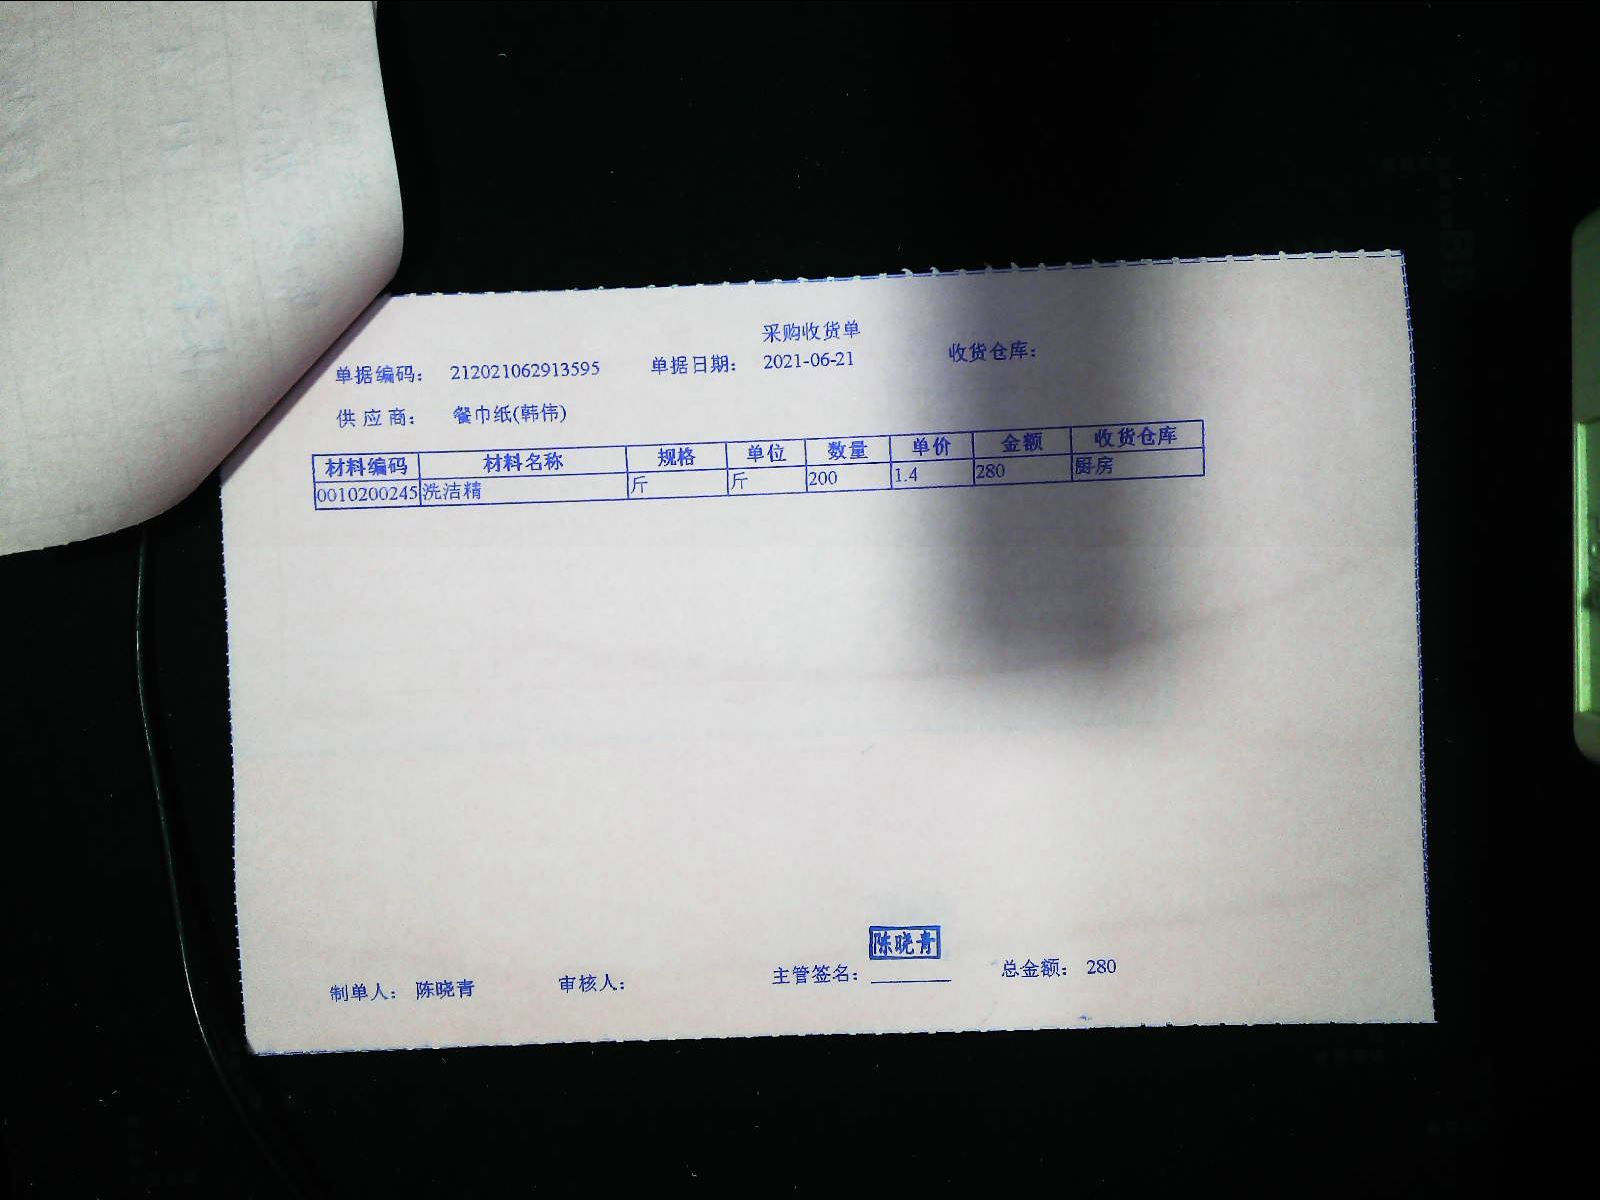 采购收货单
单据编码： 212021062913595 单据日期： 2021-06-21 收货仓库：
供应商： 餐巾纸(韩伟)
材料编码 材料名称 规格 单位 数量 单价 金额 收货仓库
0010200245 洗洁精 斤 斤 200 1.4 280 厨房
陈晓青
制单人： 陈晓青 审核人： 主管签名： 总金额： 280